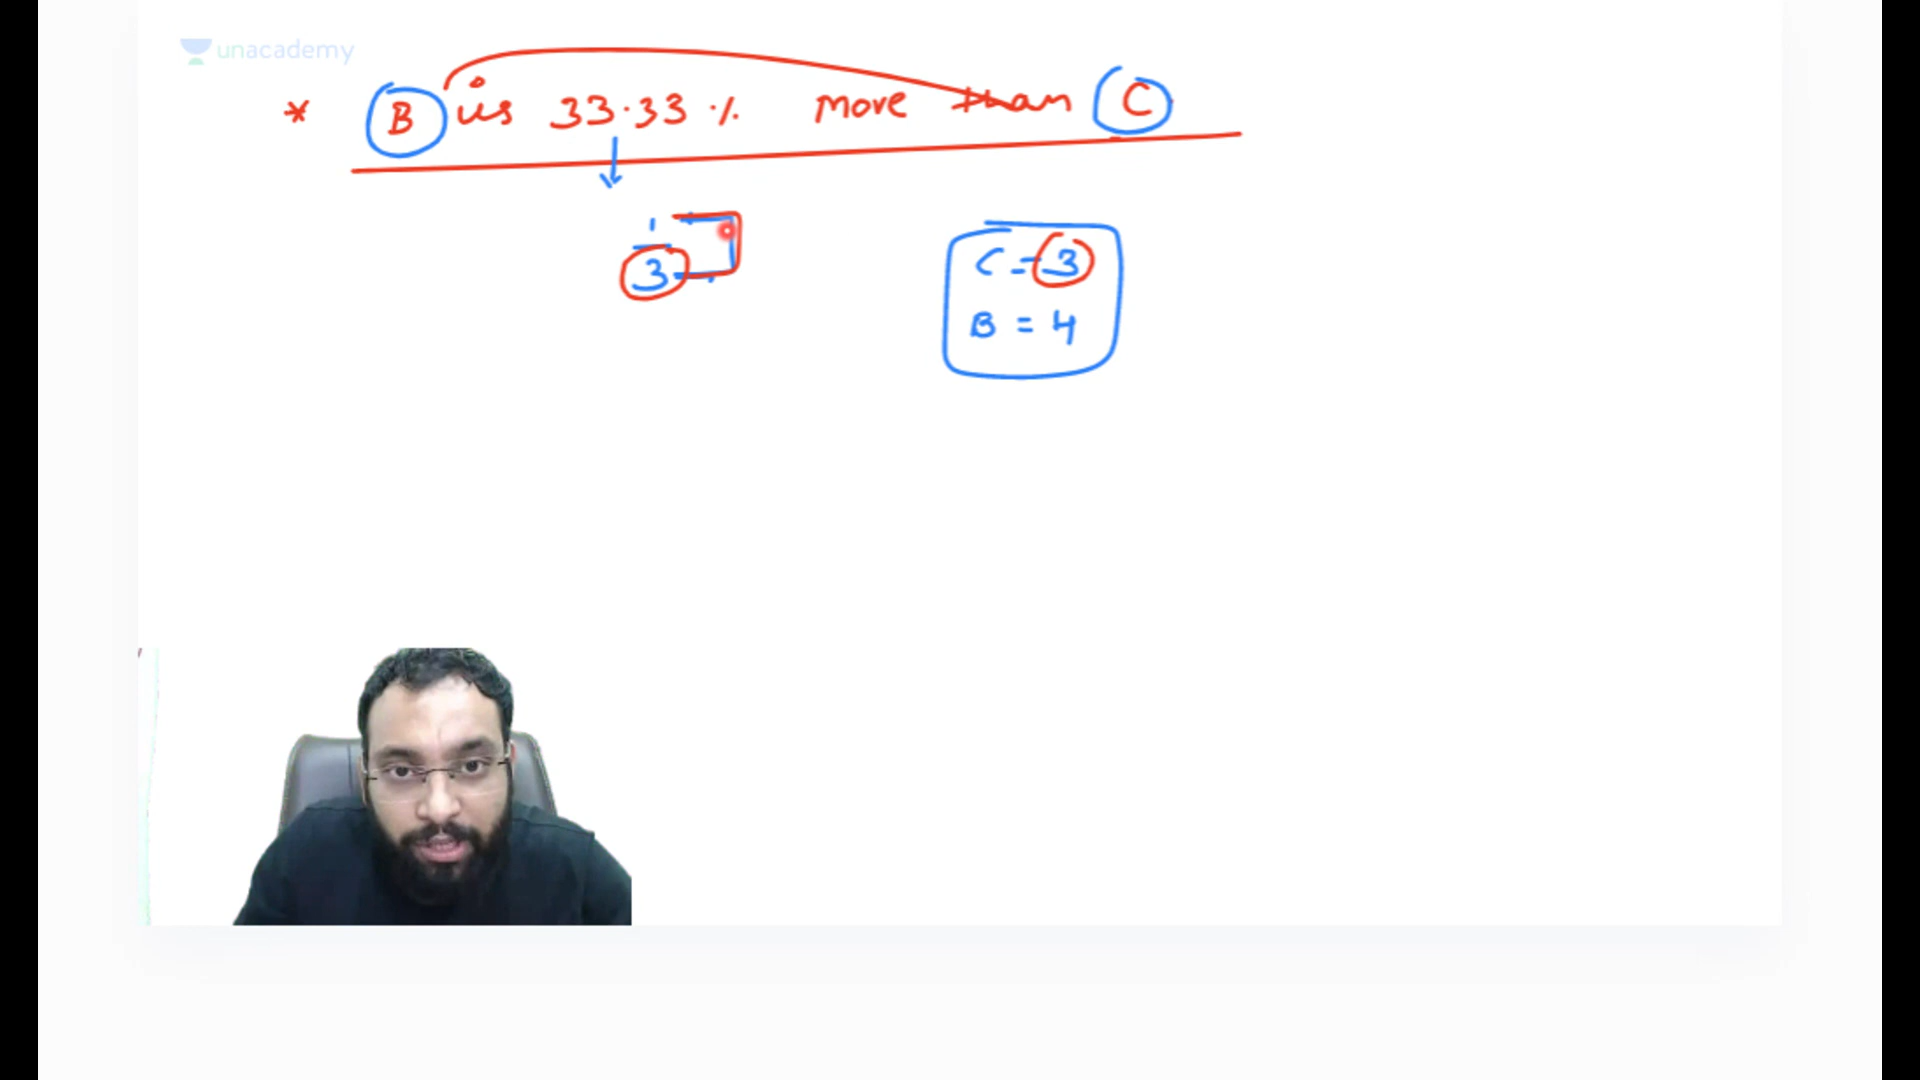 unacademy
* B is 33.33 % more than C
1
3
C = 3
B = 4